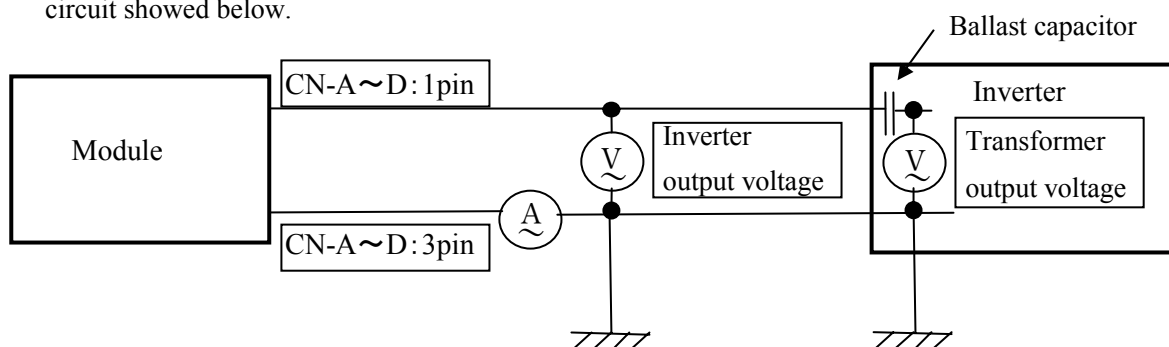 circuit showed below.
Ballast capacitor
CN-A～D:1pin
Inverter
Module
Inverter
output voltage
V
V
Transformer
output voltage
A
CN-A～D:3pin